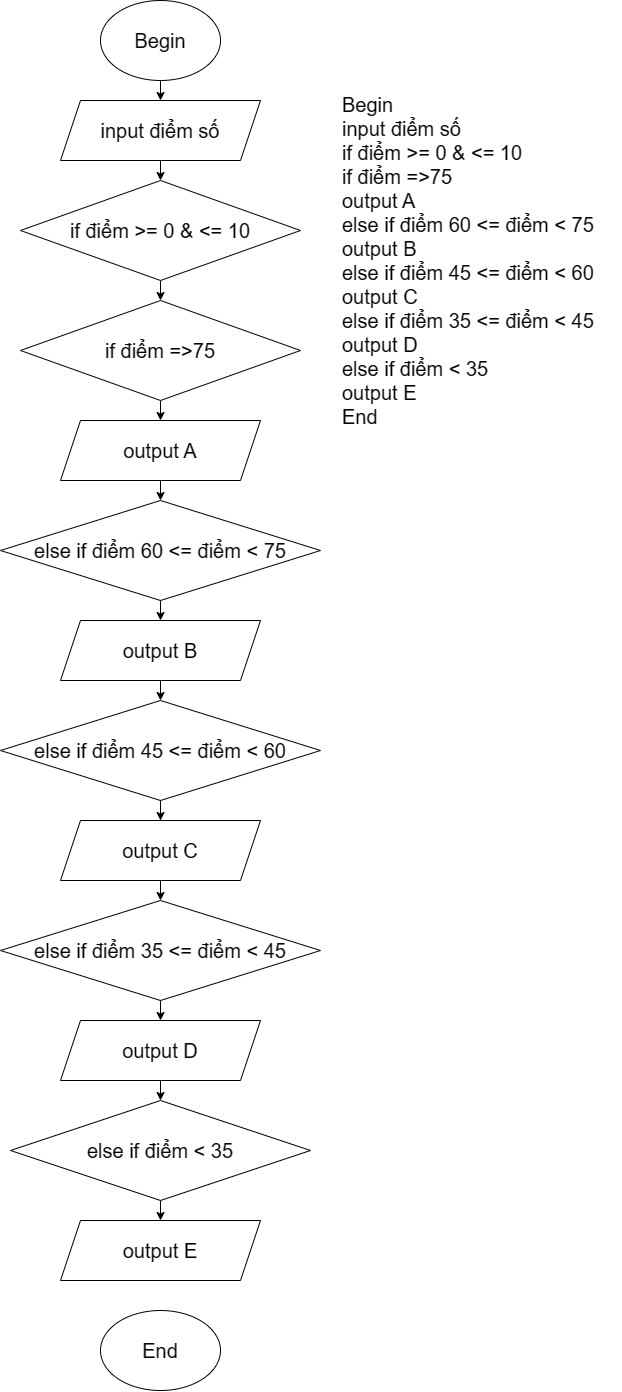 Begin
input điểm số
if điểm >= 0 & <= 10
if điểm =>75
output A
else if điểm 60 <= điểm < 75
output B
else if điểm 45 <= điểm < 60
output C
else if điểm 35 <= điểm < 45
output D
else if điểm < 35
output E
End
Begin
input điểm số
if điểm >= 0 & <= 10
if điểm =>75
output A
else if điểm 60 <= điểm < 75
output B
else if điểm 45 <= điểm < 60
output C
else if điểm 35 <= điểm < 45
output D
else if điểm < 35
output E
End